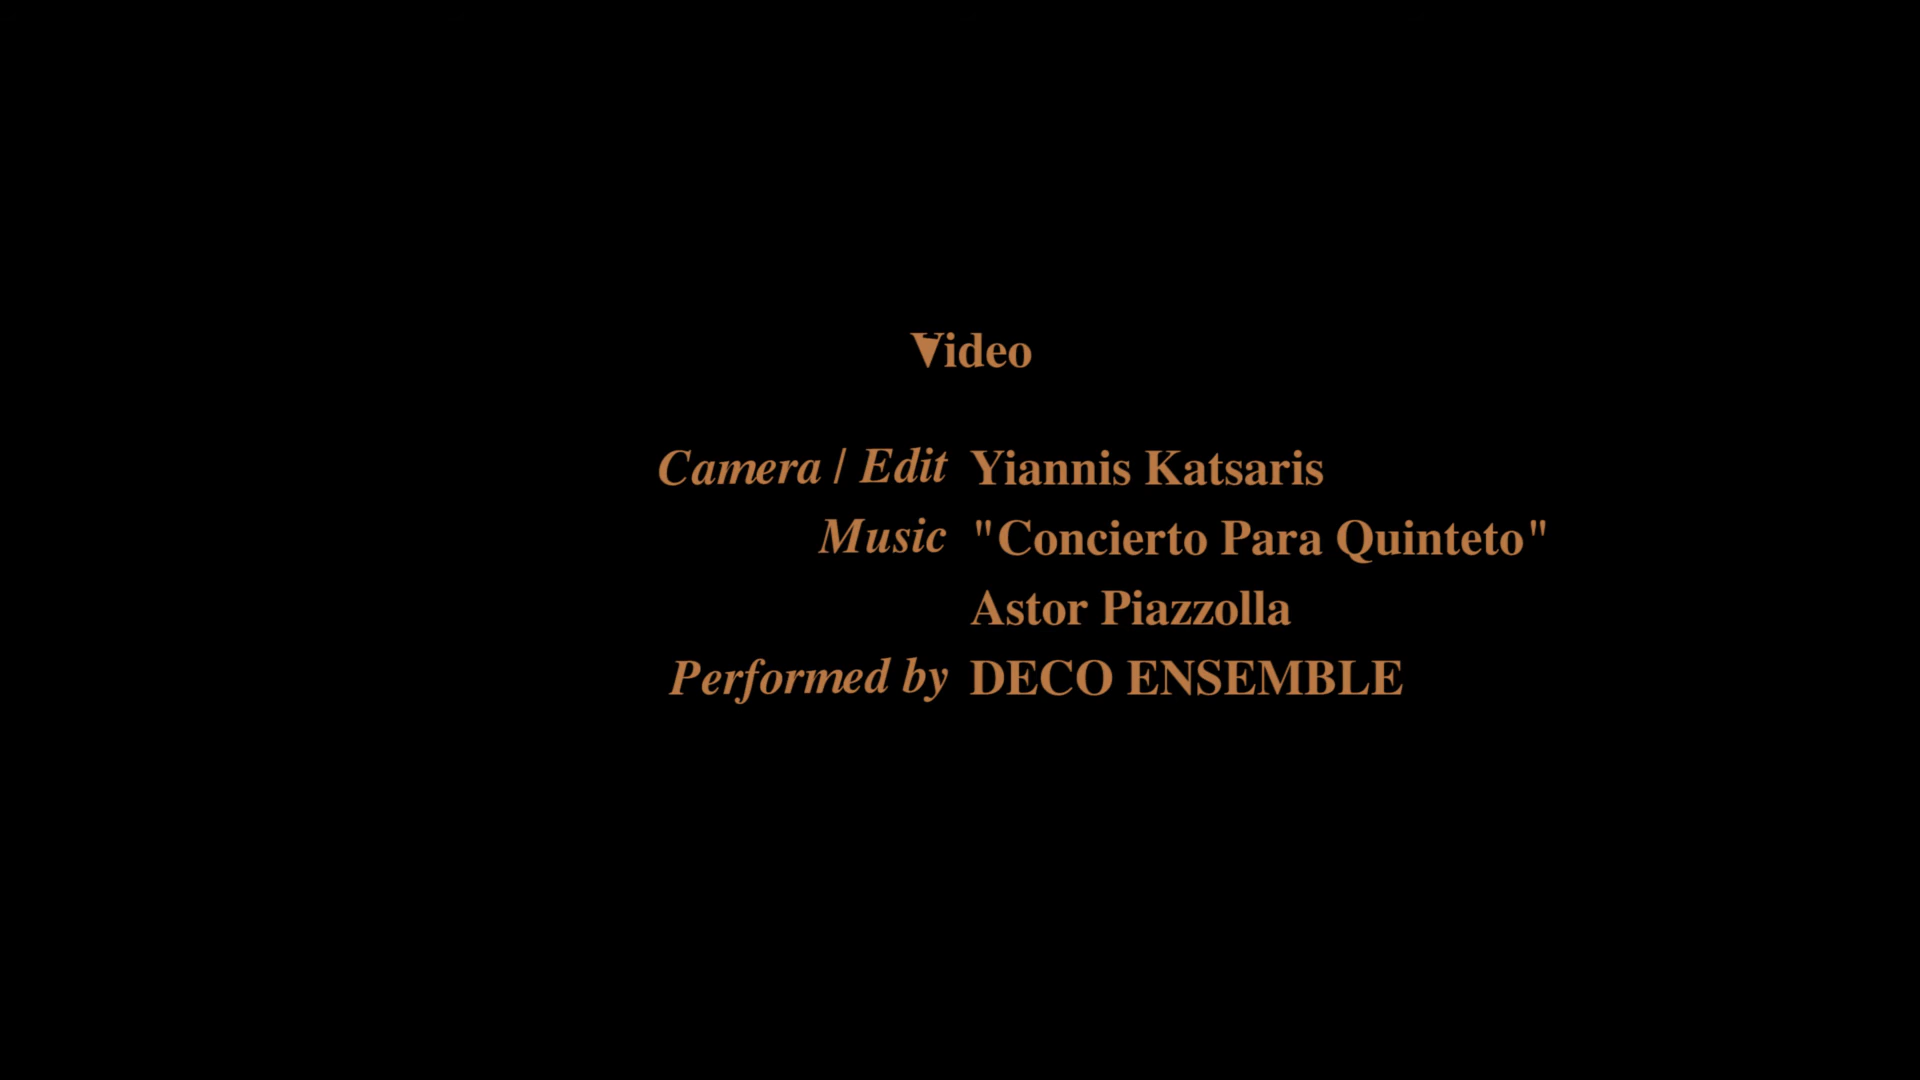 Video
Camera / Edit Yiannis Katsaris
Music "Concierto Para Quinteto"
Astor Piazzolla
Performed by DECO ENSEMBLE